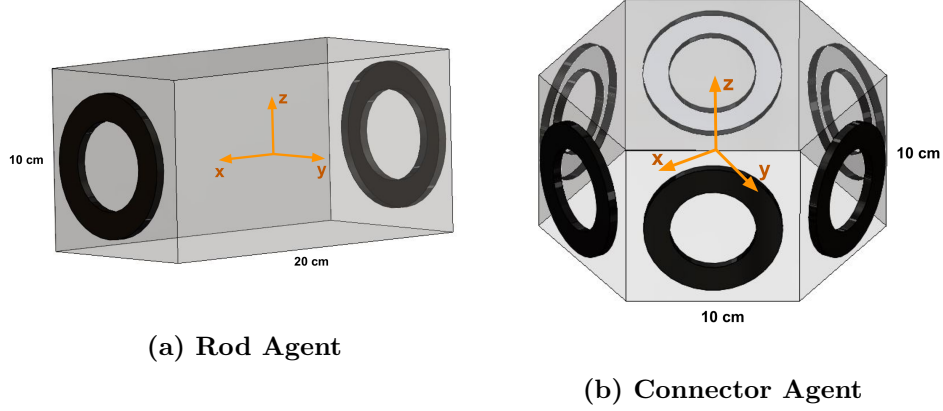 z
x
y
10 cm
20 cm
(a) Rod Agent
z
x
y
10 cm
10 cm
(b) Connector Agent